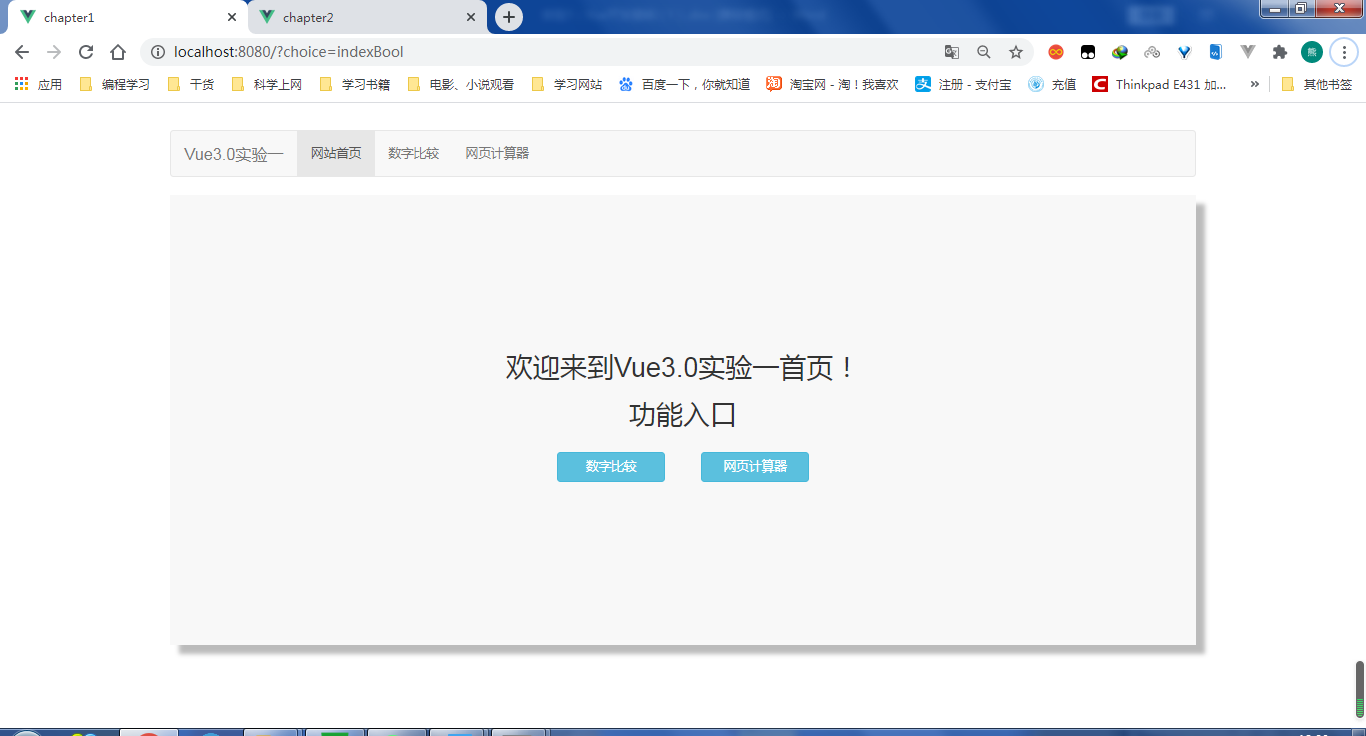 chapter1
chapter2
localhost:8080/?choice=indexBool
熊
应用 编程学习 干货 科学上网 学习书籍 电影、小说观看 学习网站 百度一下，你就知道 淘宝网 - 淘！我喜欢 注册 - 支付宝 充值 Thinkpad E431 加... » 其他书签
Vue3.0实验一 网站首页 数字比较 网页计算器
欢迎来到Vue3.0实验一首页！
功能入口
数字比较 网页计算器